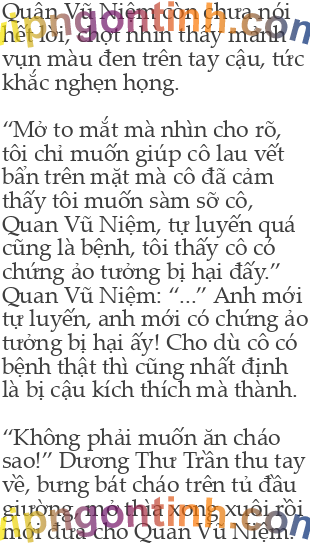 Quan Vũ Niệm còn chưa nói
hết lời, chợt nhìn thấy mảnh
vụn màu đen trên tay cậu, tức
khắc nghẹn họng.

“Mở to mắt mà nhìn cho rõ,
tôi chỉ muốn giúp cô lau vết
bẩn trên mặt mà cô đã cảm
thấy tôi muốn sàm sỡ cô,
Quan Vũ Niệm, tự luyến quá
cũng là bệnh, tôi thấy cô có
chứng ảo tưởng bị hại đấy.”
Quan Vũ Niệm: “...” Anh mới
tự luyến, anh mới có chứng ảo
tưởng bị hại ấy! Cho dù cô có
bệnh thật thì cũng nhất định
là bị cậu kích thích mà thành.

“Không phải muốn ăn cháo
sao!” Dương Thư Trần thu tay
về, bưng bát cháo trên tủ đầu
giường, mở thìa xong xuôi rồi
mới đưa cho Quan Vũ Niệm.